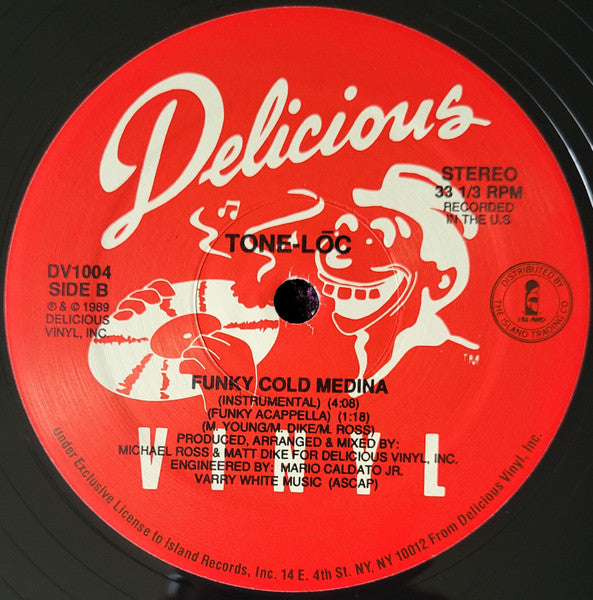 Delicious
STEREO
33 1/3 RPM
RECORDED
IN THE U.S
TONE-LŌC
DV1004
SIDE B
℗ & © 1989
DELICIOUS
VINYL, INC.
DISTRIBUTED BY
ISLAND
THE ISLAND TRADING CO
TM
FUNKY COLD MEDINA
(INSTRUMENTAL) (4:08)
(FUNKY ACAPPELLA) (1:18)
(M. YOUNG/M. DIKE/M. ROSS)
PRODUCED, ARRANGED & MIXED BY:
MICHAEL ROSS & MATT DIKE FOR DELICIOUS VINYL, INC.
ENGINEERED BY: MARIO CALDATO JR.
VARRY WHITE MUSIC (ASCAP)
VINYL
Under Exclusive License to Island Records, Inc. 14 E. 4th St. NY, NY 10012 From Delicious Vinyl, Inc.